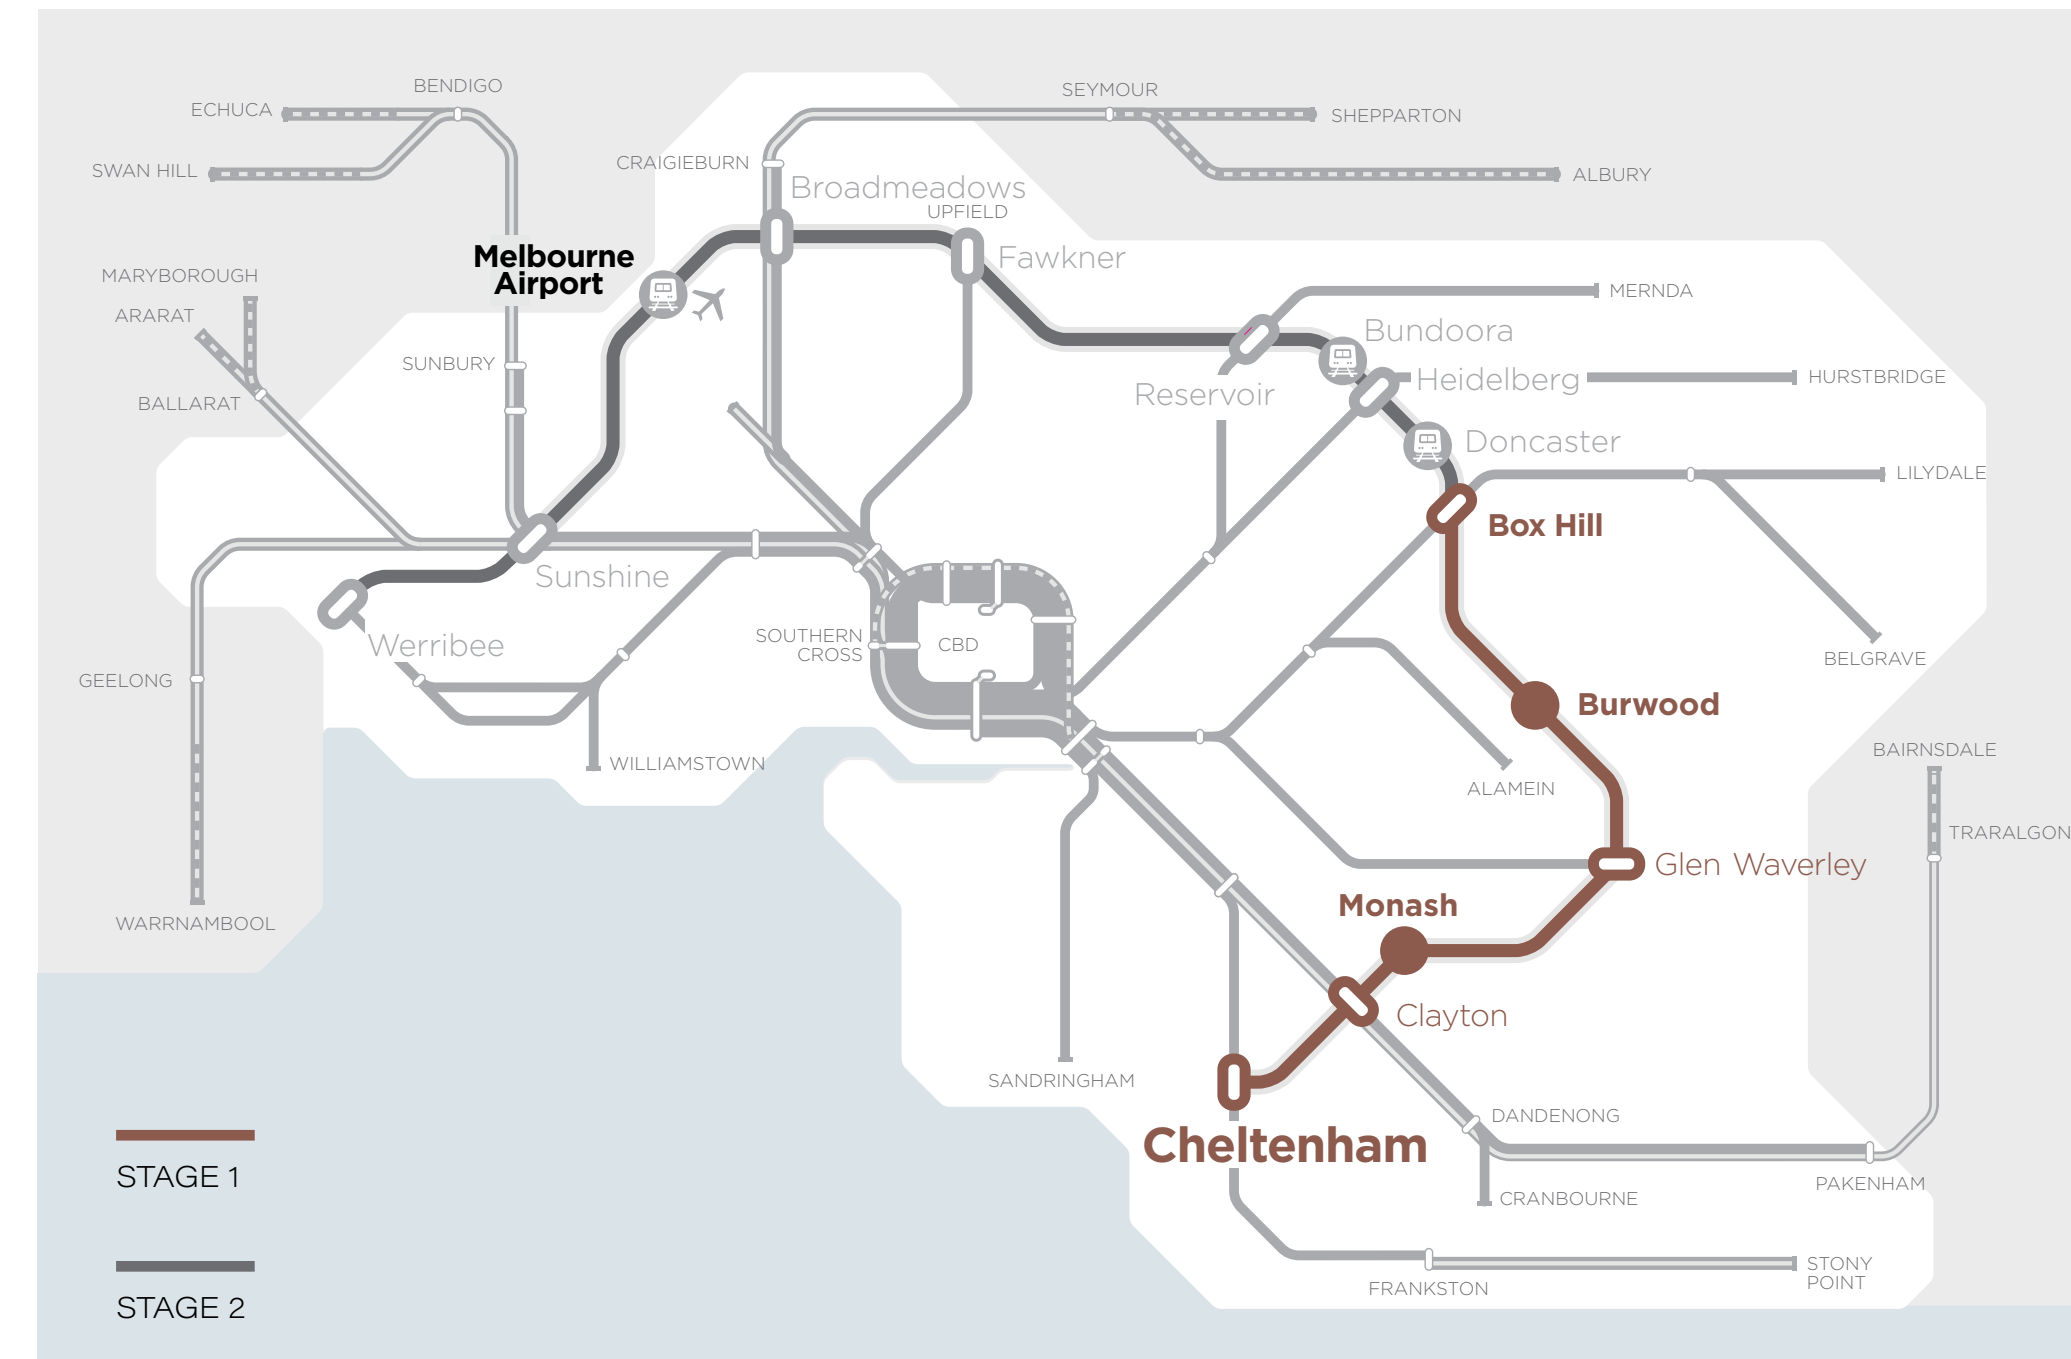 BENDIGO
SEYMOUR
ECHUCA
SHEPPARTON
CRAIGIEBURN
SWAN HILL
ALBURY
Broadmeadows
UPFIELD
Melbourne
Airport
Fawkner
MARYBOROUGH
MERNDA
ARARAT
Bundoora
SUNBURY
HURSTBRIDGE
Heidelberg
Reservoir
BALLARAT
Doncaster
LILYDALE
Box Hill
Sunshine
SOUTHERN
CROSS
CBD
Werribee
BELGRAVE
GEELONG
Burwood
BAIRNSDALE
WILLIAMSTOWN
ALAMEIN
TRARALGON
Glen Waverley
Monash
WARRNAMBOOL
Clayton
SANDRINGHAM
DANDENONG
Cheltenham
STAGE 1
PAKENHAM
CRANBOURNE
STONY
POINT
FRANKSTON
STAGE 2